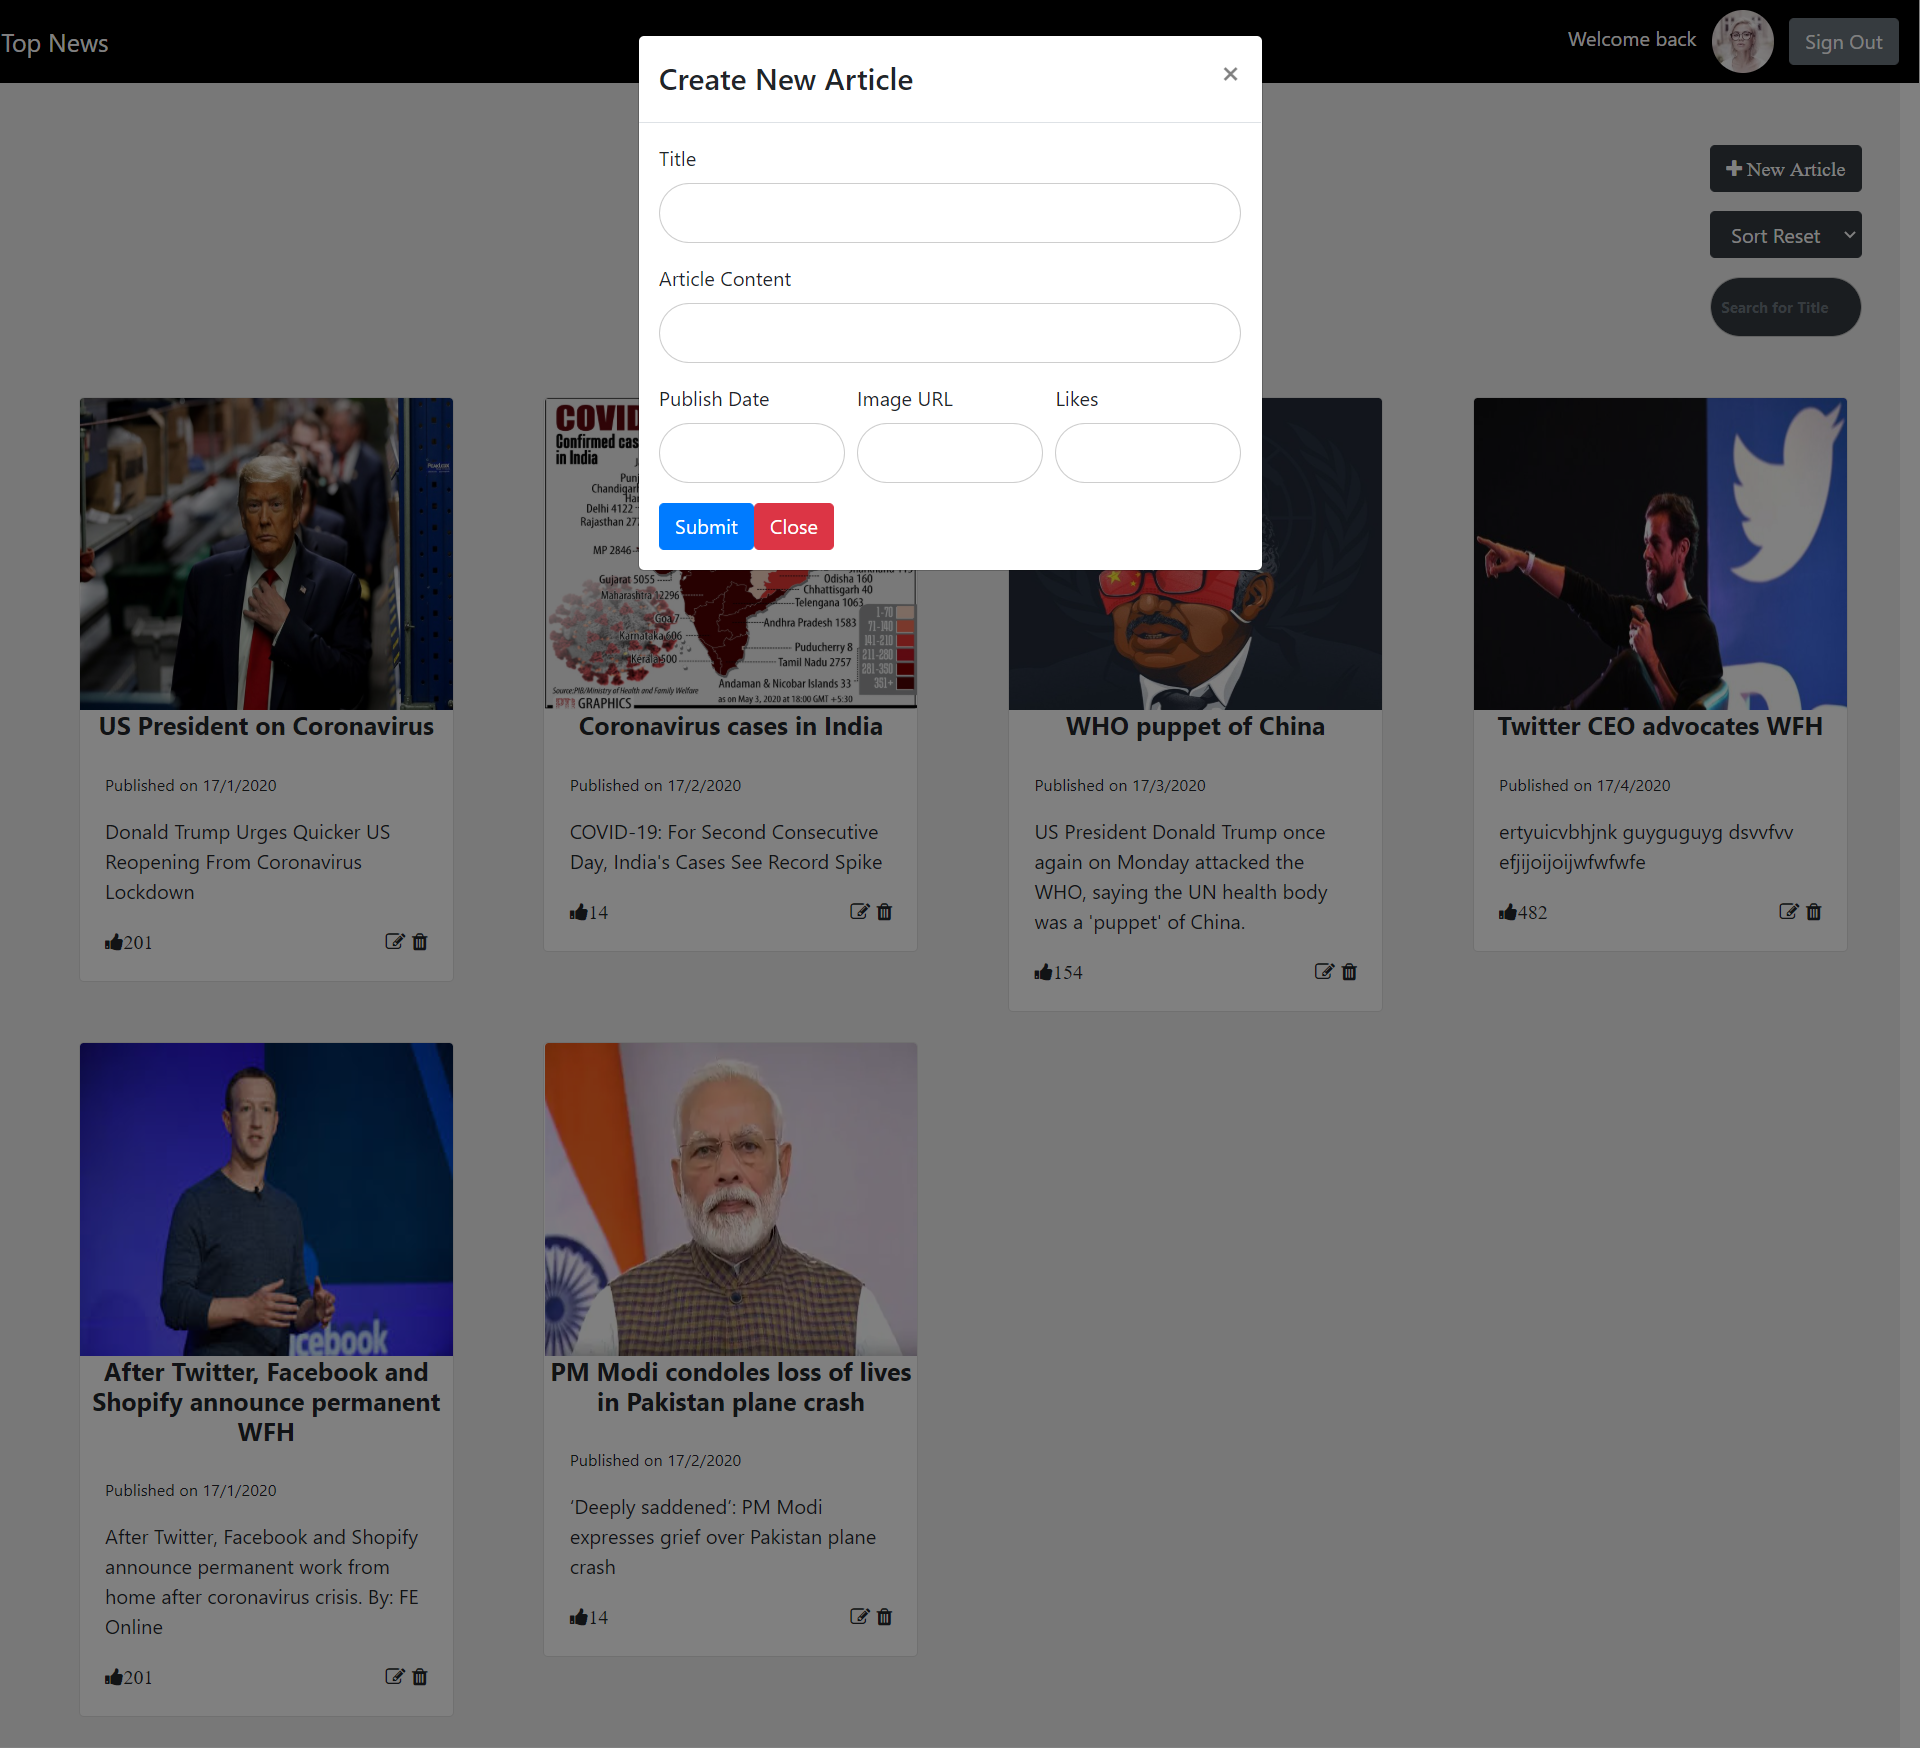 Top News
Welcome back
Sign Out
Create New Article
×
Title
Article Content
Publish Date
Image URL
Likes
Submit
Close
New Article
Sort Reset
Search for Title
US President on Coronavirus
Published on 17/1/2020
Donald Trump Urges Quicker US
Reopening From Coronavirus
Lockdown
201
COVID
Confirmed cas
in India
Punj
Chandigarh
Har
Delhi 4122
Rajasthan 27
MP 2846
Gujarat 5055
Maharashtra 12296
Goa 7
Karnataka 606
Kerala 500
Odisha 160
Chhattisgarh 40
Telangana 1063
Andhra Pradesh 1583
Puducherry 8
Tamil Nadu 2757
Andaman & Nicobar Islands 33
1-70
71-140
141-210
211-280
281-350
351+
Source:PIB/Ministry of Health and Family Welfare
as on May 3, 2020 at 18:00 GMT +5:30
PTI GRAPHICS
Coronavirus cases in India
Published on 17/2/2020
COVID-19: For Second Consecutive
Day, India's Cases See Record Spike
14
WHO puppet of China
Published on 17/3/2020
US President Donald Trump once
again on Monday attacked the
WHO, saying the UN health body
was a 'puppet' of China.
154
Twitter CEO advocates WFH
Published on 17/4/2020
ertyuicvbhjnk guyguguyg dsvvfvv
efjjjoijoijwfwfwfe
482
icebook
After Twitter, Facebook and
Shopify announce permanent
WFH
Published on 17/1/2020
After Twitter, Facebook and Shopify
announce permanent work from
home after coronavirus crisis. By: FE
Online
201
PM Modi condoles loss of lives
in Pakistan plane crash
Published on 17/2/2020
‘Deeply saddened’: PM Modi
expresses grief over Pakistan plane
crash
14